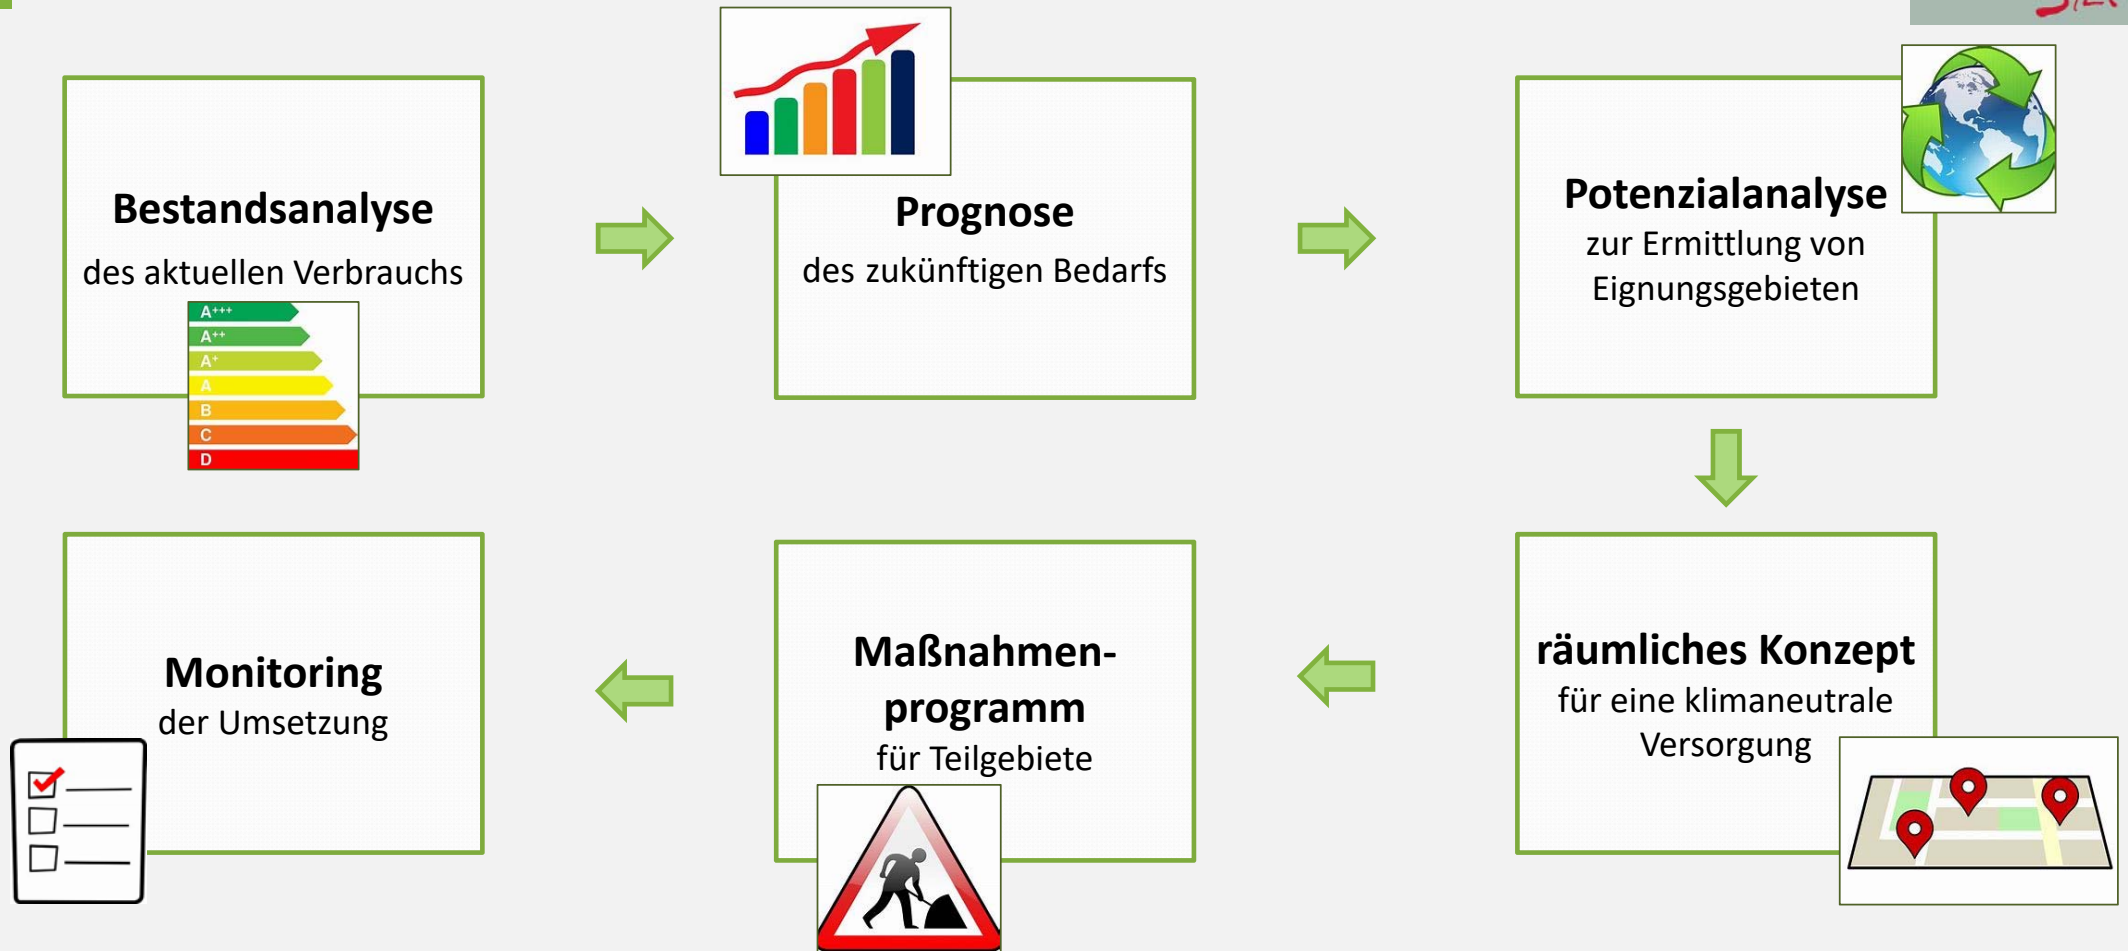 Bestandsanalyse
des aktuellen Verbrauchs
A+++
A++
A+
A
B
C
D
Prognose
des zukünftigen Bedarfs
Potenzialanalyse
zur Ermittlung von
Eignungsgebieten
räumliches Konzept
für eine klimaneutrale
Versorgung
Maßnahmen-
programm
für Teilgebiete
Monitoring
der Umsetzung